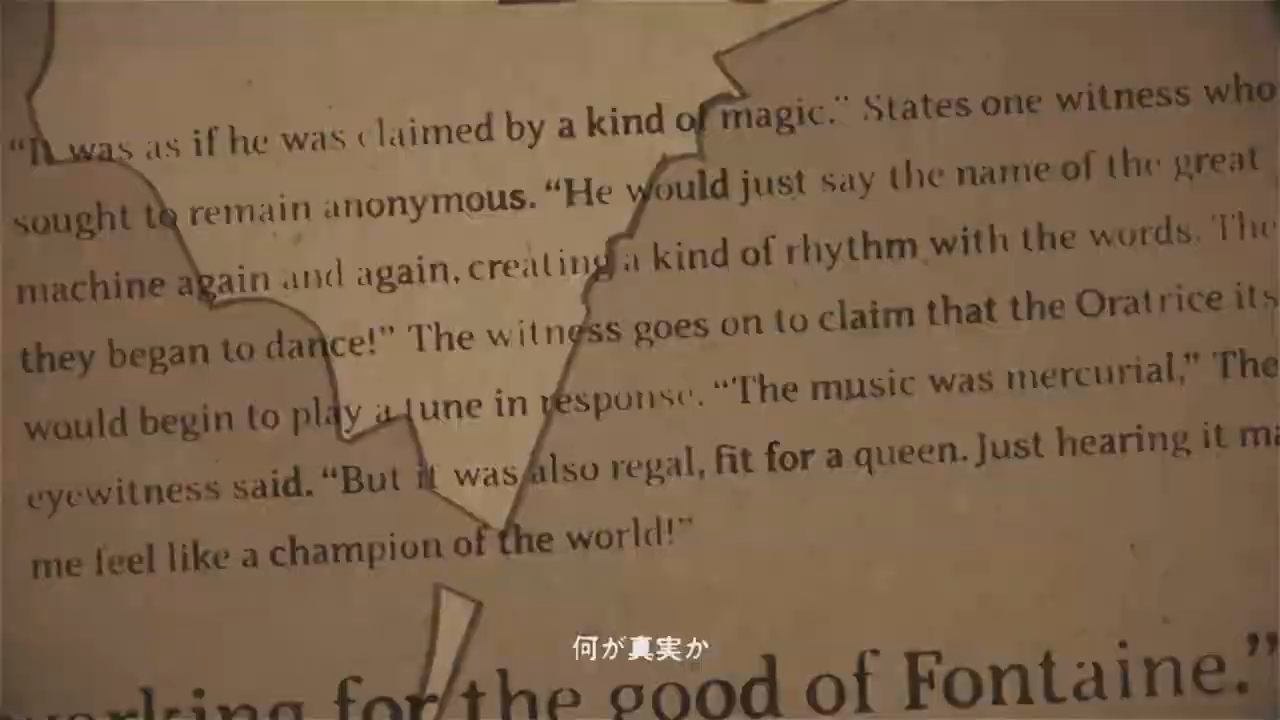 “It was as if he was claimed by a kind of magic.” States one witness who
sought to remain anonymous. “He would just say the name of the great
machine again and again, creating a kind of rhythm with the words. The
they began to dance!” The witness goes on to claim that the Oratrice its
would begin to play a tune in response. “The music was mercurial,” The
eyewitness said. “But it was also regal, fit for a queen. Just hearing it ma
me feel like a champion of the world!”
何が真実か
working for the good of Fontaine.”